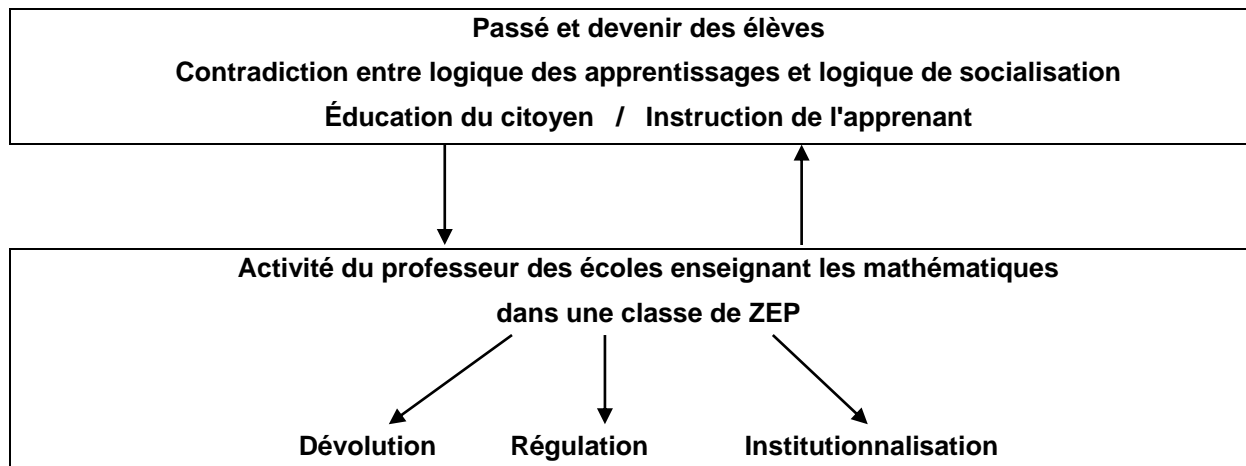 Passé et devenir des élèves
Contradiction entre logique des apprentissages et logique de socialisation
Éducation du citoyen / Instruction de l'apprenant
Activité du professeur des écoles enseignant les mathématiques
dans une classe de ZEP
Dévolution Régulation Institutionnalisation